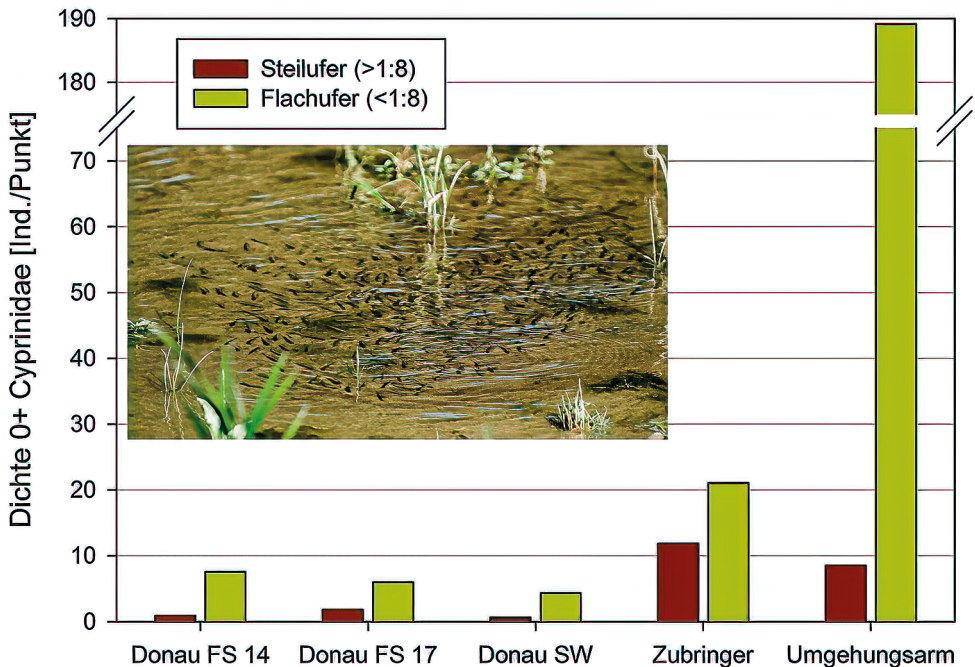 Dichte 0+ Cyprinidae [Ind./Punkt]
190
180
70
60
50
40
30
20
10
0
Steilufer (>1:8)
Flachufer (<1:8)
Donau FS 14
Donau FS 17
Donau SW
Zubringer
Umgehungsarm